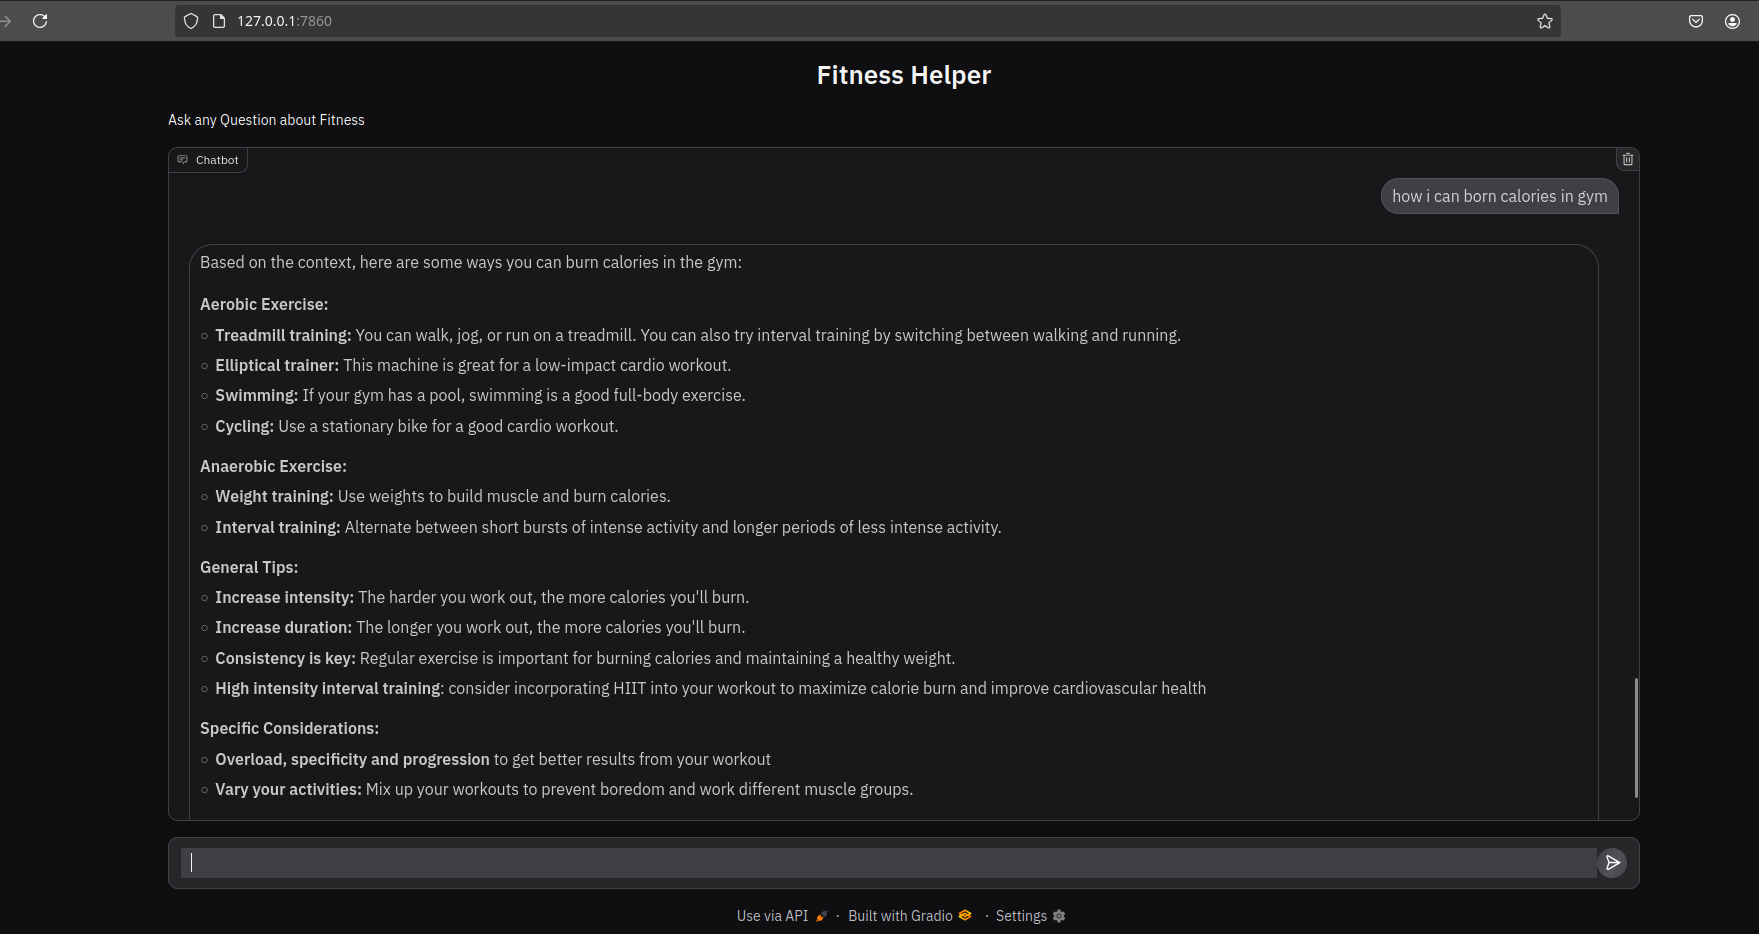 127.0.0.1:7860
Fitness Helper
Ask any Question about Fitness
Chatbot
how i can born calories in gym
Based on the context, here are some ways you can burn calories in the gym:
Aerobic Exercise:
Treadmill training: You can walk, jog, or run on a treadmill. You can also try interval training by switching between walking and running.
Elliptical trainer: This machine is great for a low-impact cardio workout.
Swimming: If your gym has a pool, swimming is a good full-body exercise.
Cycling: Use a stationary bike for a good cardio workout.
Anaerobic Exercise:
Weight training: Use weights to build muscle and burn calories.
Interval training: Alternate between short bursts of intense activity and longer periods of less intense activity.
General Tips:
Increase intensity: The harder you work out, the more calories you'll burn.
Increase duration: The longer you work out, the more calories you'll burn.
Consistency is key: Regular exercise is important for burning calories and maintaining a healthy weight.
High intensity interval training: consider incorporating HIIT into your workout to maximize calorie burn and improve cardiovascular health
Specific Considerations:
Overload, specificity and progression to get better results from your workout
Vary your activities: Mix up your workouts to prevent boredom and work different muscle groups.
Use via API · Built with Gradio · Settings